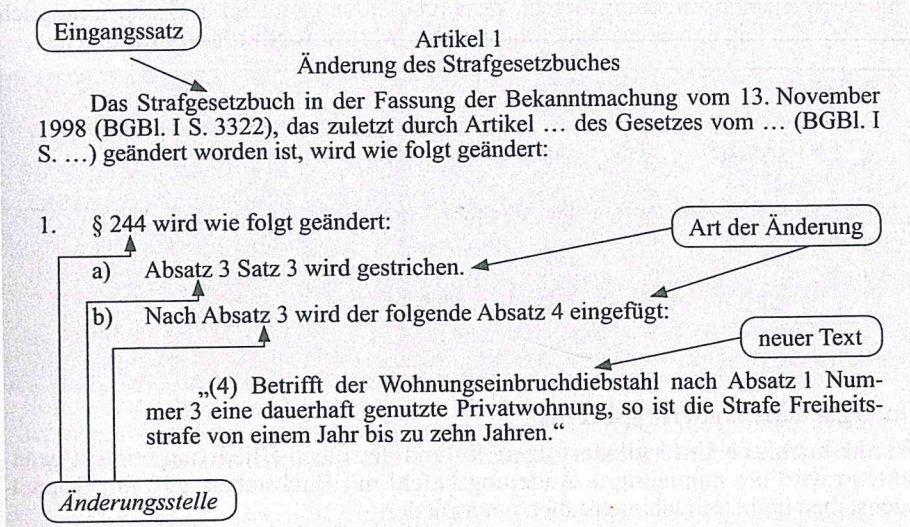 Eingangssatz
Artikel 1
Änderung des Strafgesetzbuches
Das Strafgesetzbuch in der Fassung der Bekanntmachung vom 13. November
1998 (BGBl. I S. 3322), das zuletzt durch Artikel … des Gesetzes vom … (BGBl. I
S. …) geändert worden ist, wird wie folgt geändert:
1. § 244 wird wie folgt geändert:
Art der Änderung
a) Absatz 3 Satz 3 wird gestrichen.
b) Nach Absatz 3 wird der folgende Absatz 4 eingefügt:
neuer Text
„(4) Betrifft der Wohnungseinbruchdiebstahl nach Absatz 1 Num-
mer 3 eine dauerhaft genutzte Privatwohnung, so ist die Strafe Freiheits-
strafe von einem Jahr bis zu zehn Jahren.“
Änderungsstelle